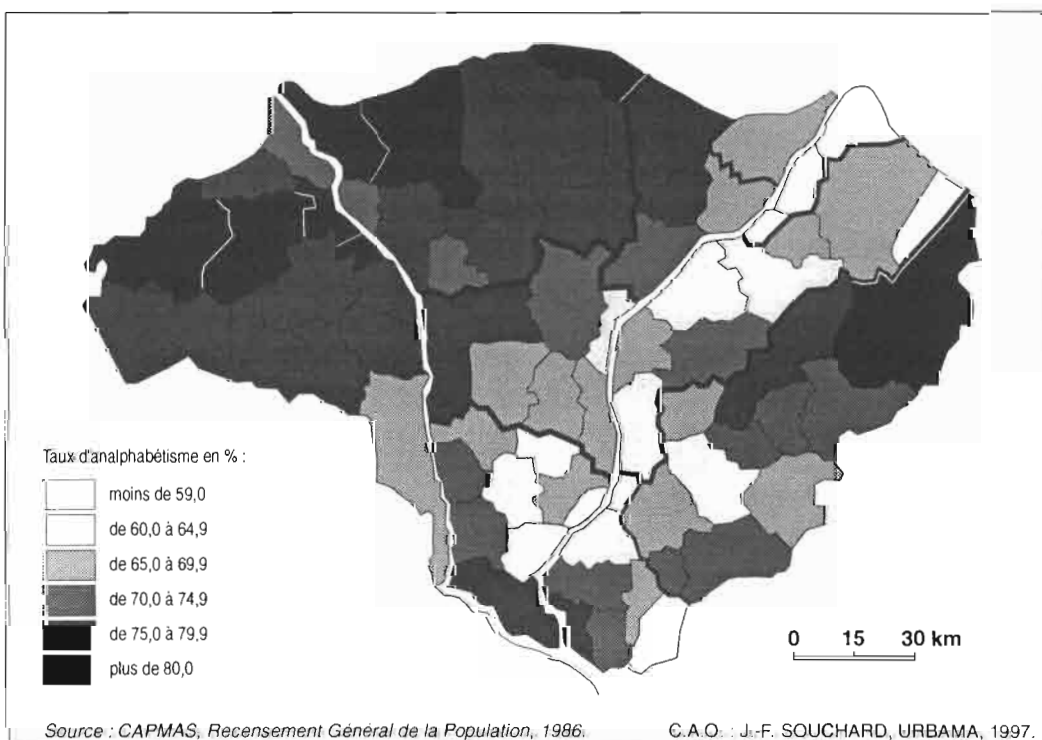 Taux d'analphabétisme en % :
moins de 59,0
de 60,0 à 64,9
de 65,0 à 69,9
de 70,0 à 74,9
de 75,0 à 79,9
plus de 80,0
0 15 30 km
Source : CAPMAS, Recensement Général de la Population, 1986.
C.A.O. : J.-F. SOUCHARD, URBAMA, 1997.